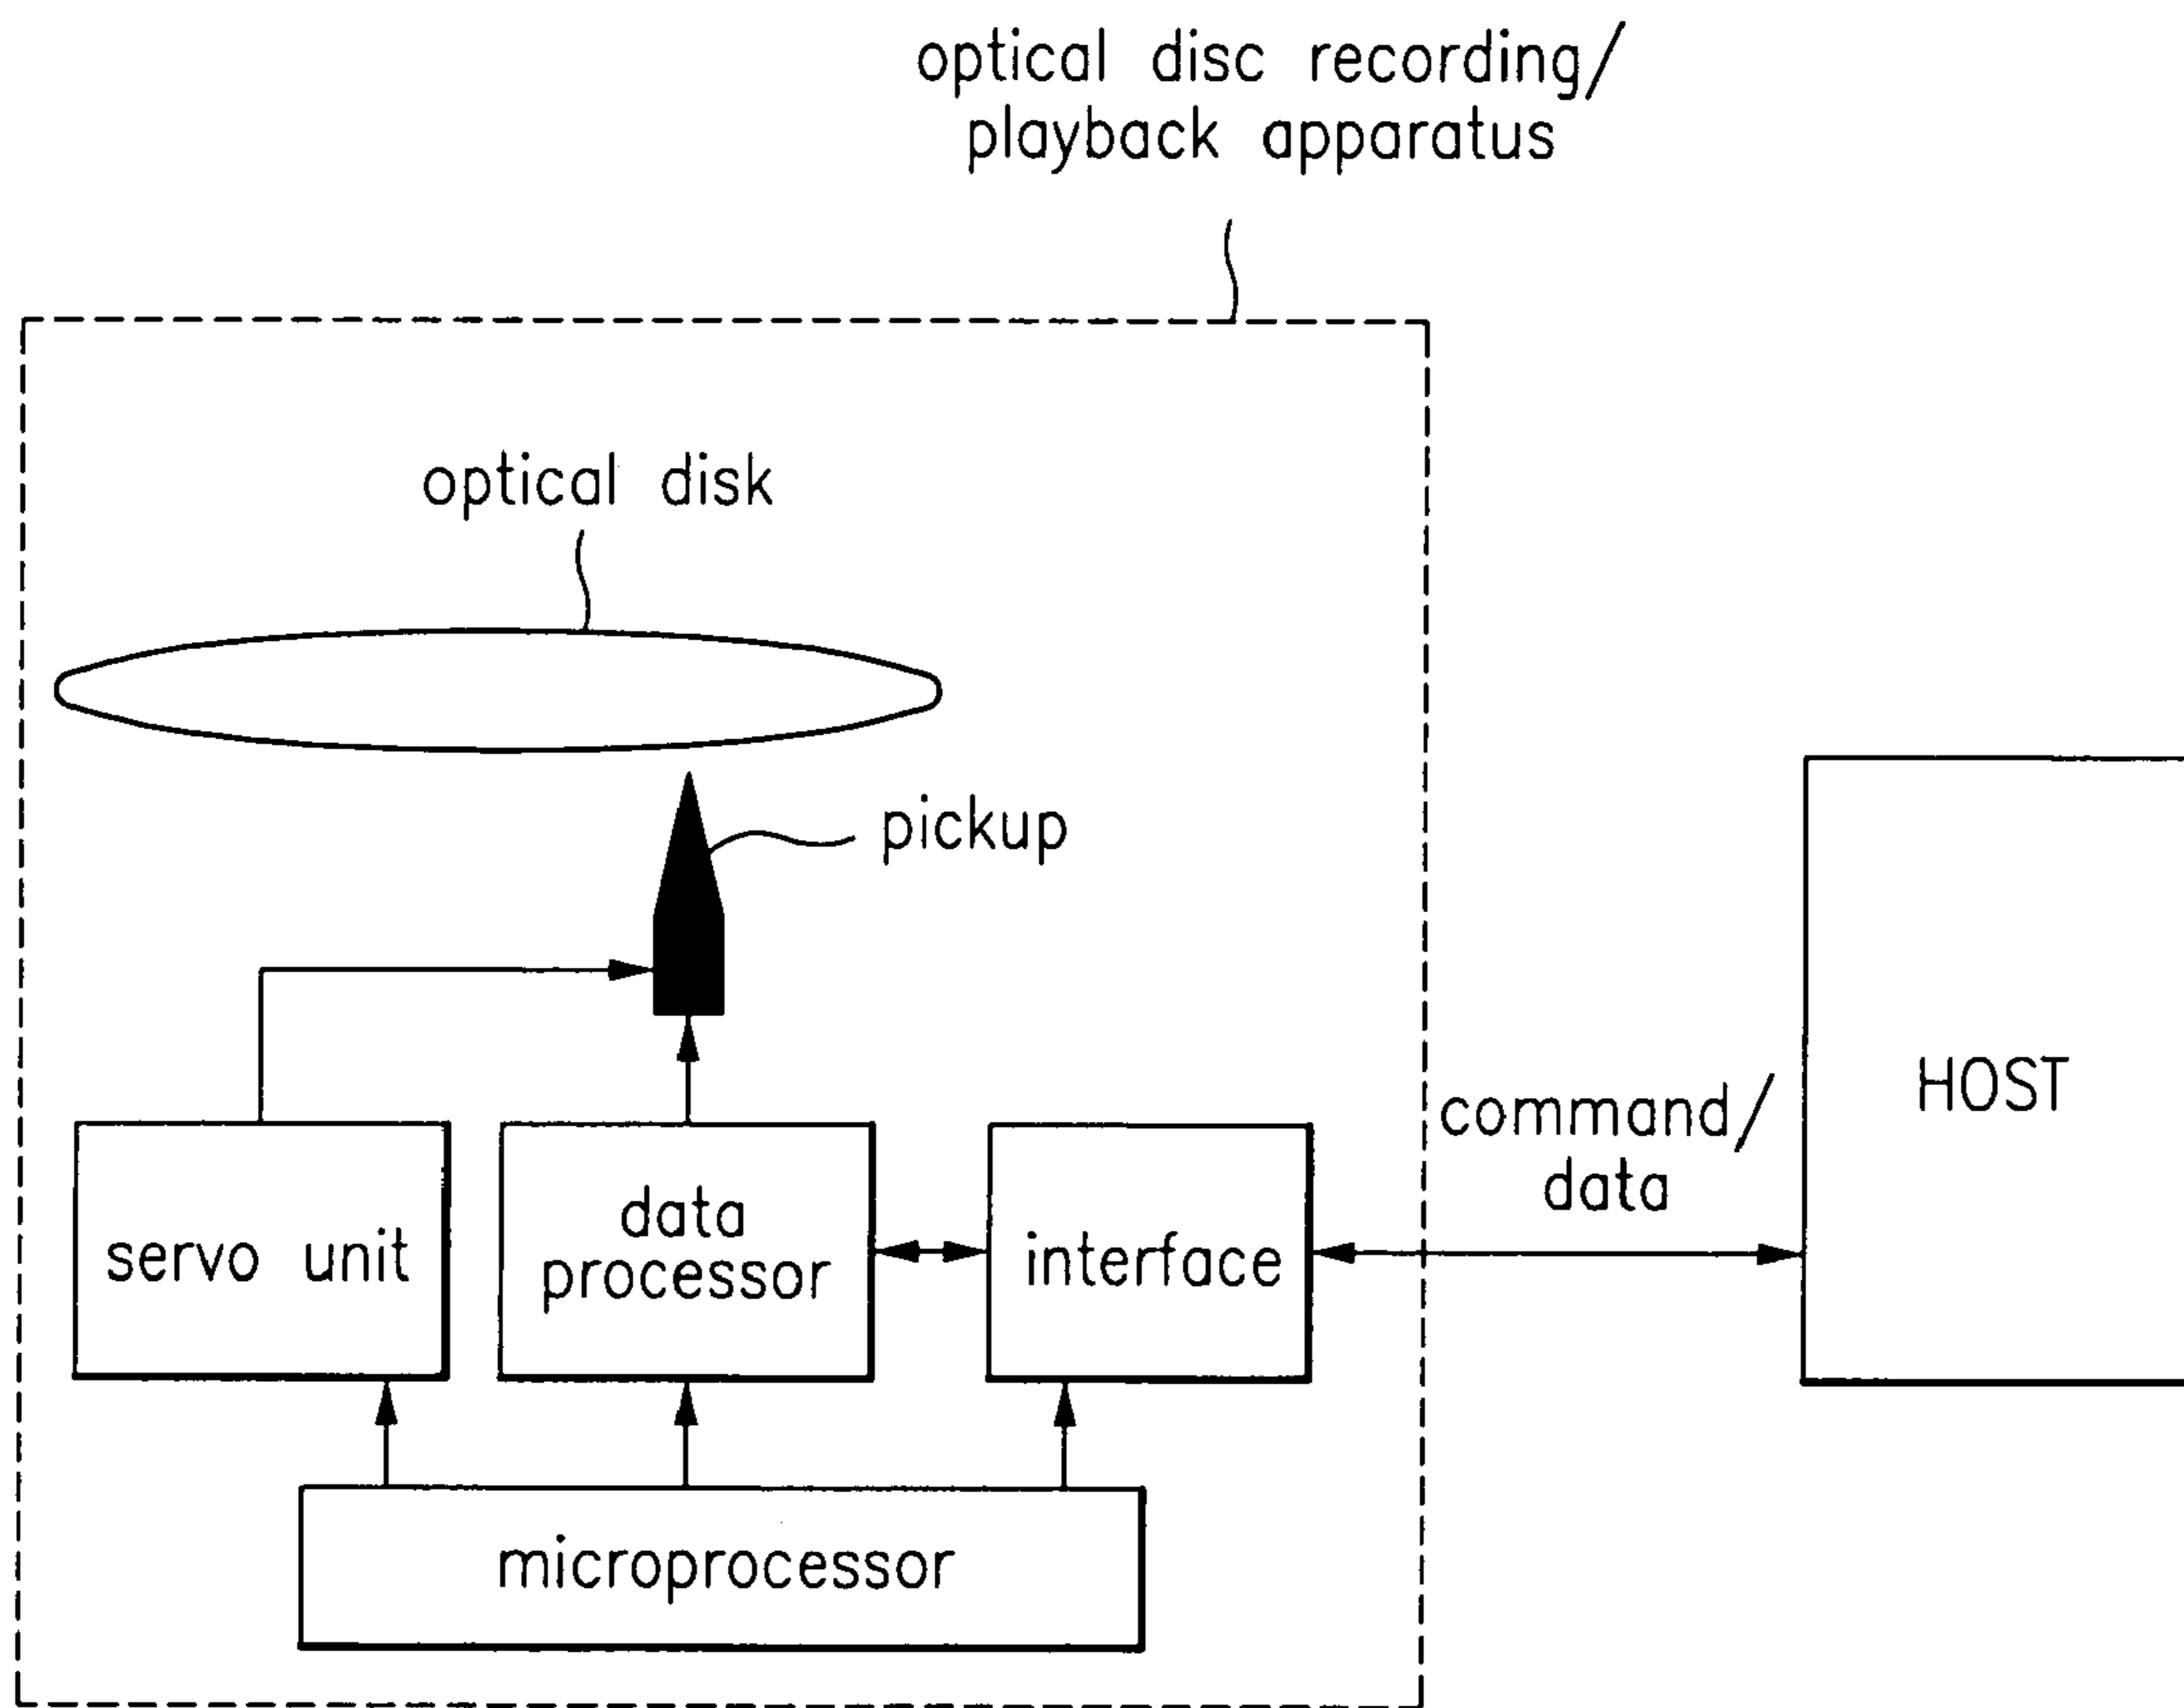 optical disc recording/
playback apparatus
optical disk
pickup
HOST
command/
data
servo unit
data
processor
interface
microprocessor